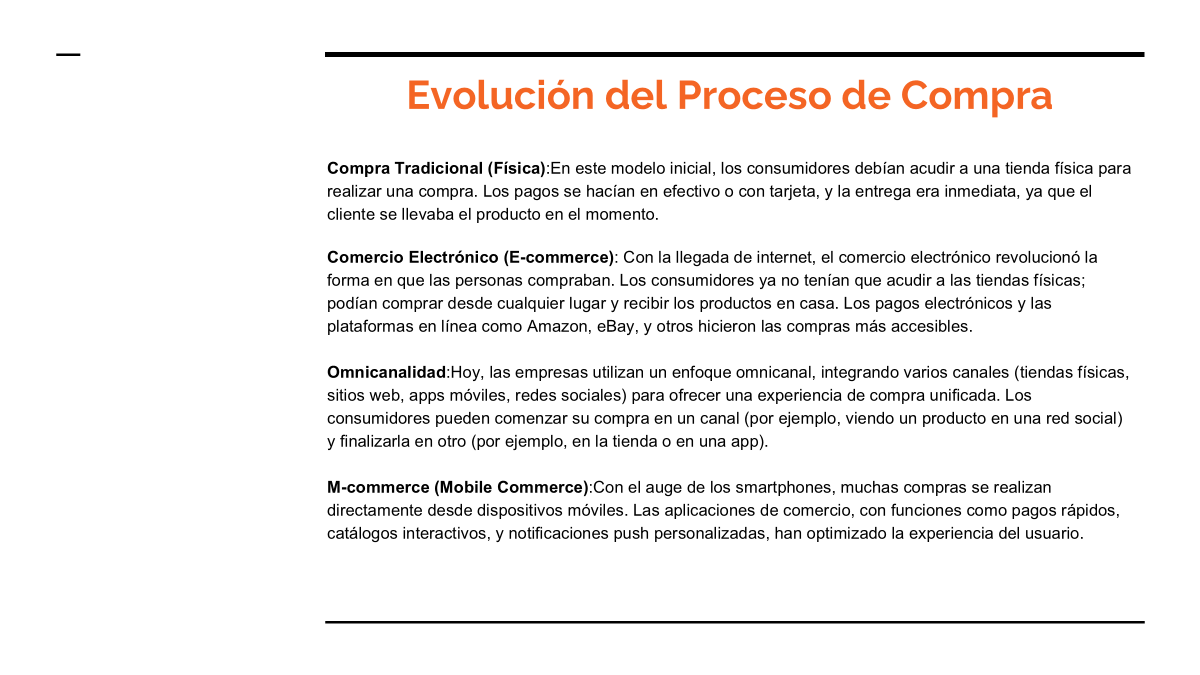 Evolución del Proceso de Compra
Compra Tradicional (Física):En este modelo inicial, los consumidores debían acudir a una tienda física para
realizar una compra. Los pagos se hacían en efectivo o con tarjeta, y la entrega era inmediata, ya que el
cliente se llevaba el producto en el momento.
Comercio Electrónico (E-commerce): Con la llegada de internet, el comercio electrónico revolucionó la
forma en que las personas compraban. Los consumidores ya no tenían que acudir a las tiendas físicas;
podían comprar desde cualquier lugar y recibir los productos en casa. Los pagos electrónicos y las
plataformas en línea como Amazon, eBay, y otros hicieron las compras más accesibles.
Omnicanalidad:Hoy, las empresas utilizan un enfoque omnicanal, integrando varios canales (tiendas físicas,
sitios web, apps móviles, redes sociales) para ofrecer una experiencia de compra unificada. Los
consumidores pueden comenzar su compra en un canal (por ejemplo, viendo un producto en una red social)
y finalizarla en otro (por ejemplo, en la tienda o en una app).
M-commerce (Mobile Commerce):Con el auge de los smartphones, muchas compras se realizan
directamente desde dispositivos móviles. Las aplicaciones de comercio, con funciones como pagos rápidos,
catálogos interactivos, y notificaciones push personalizadas, han optimizado la experiencia del usuario.